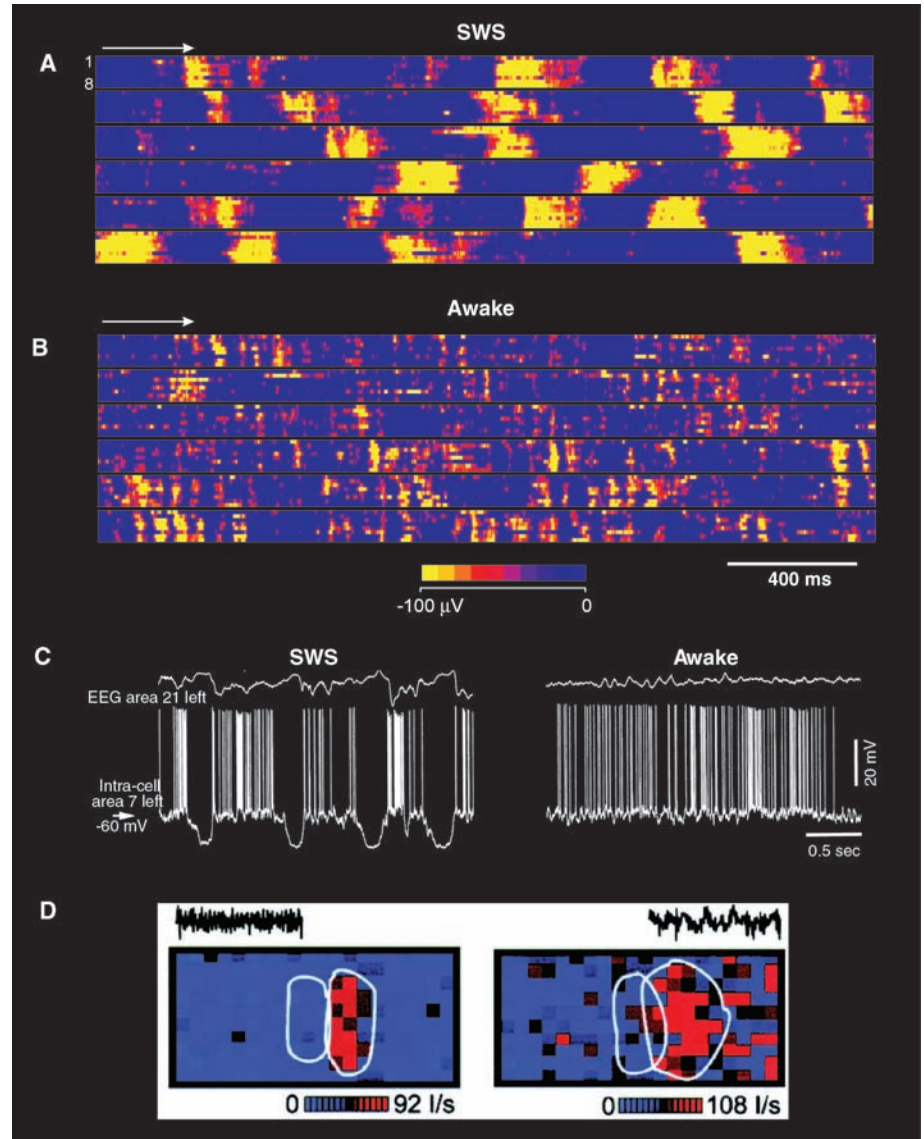 SWS
A
1
8
Awake
B
-100 µV 0
400 ms
C
SWS
Awake
EEG area 21 left
Intra-cell
area 7 left
-60 mV
20 mV
0.5 sec
D
0 92 I/s
0 108 I/s